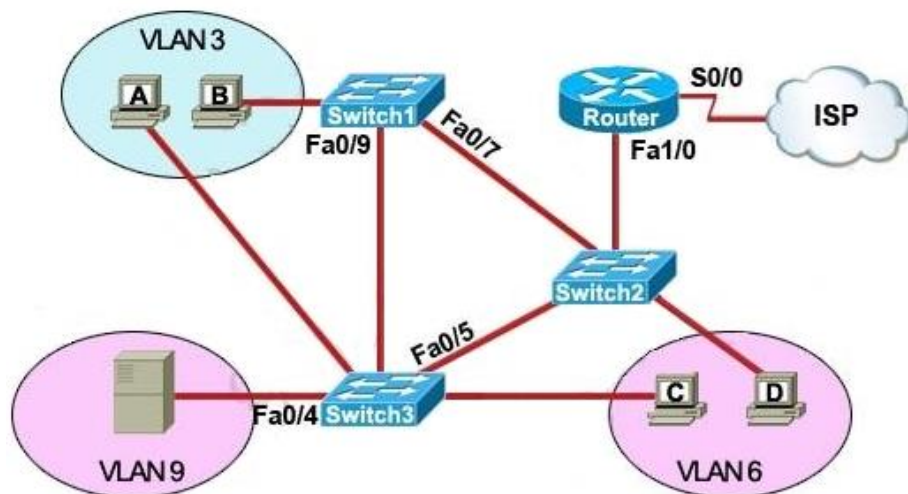 VLAN 3
A
B
Switch1
Fa0/9
Fa0/7
Router
S0/0
ISP
Fa1/0
Switch2
Fa0/5
Switch3
Fa0/4
VLAN 9
C
D
VLAN 6